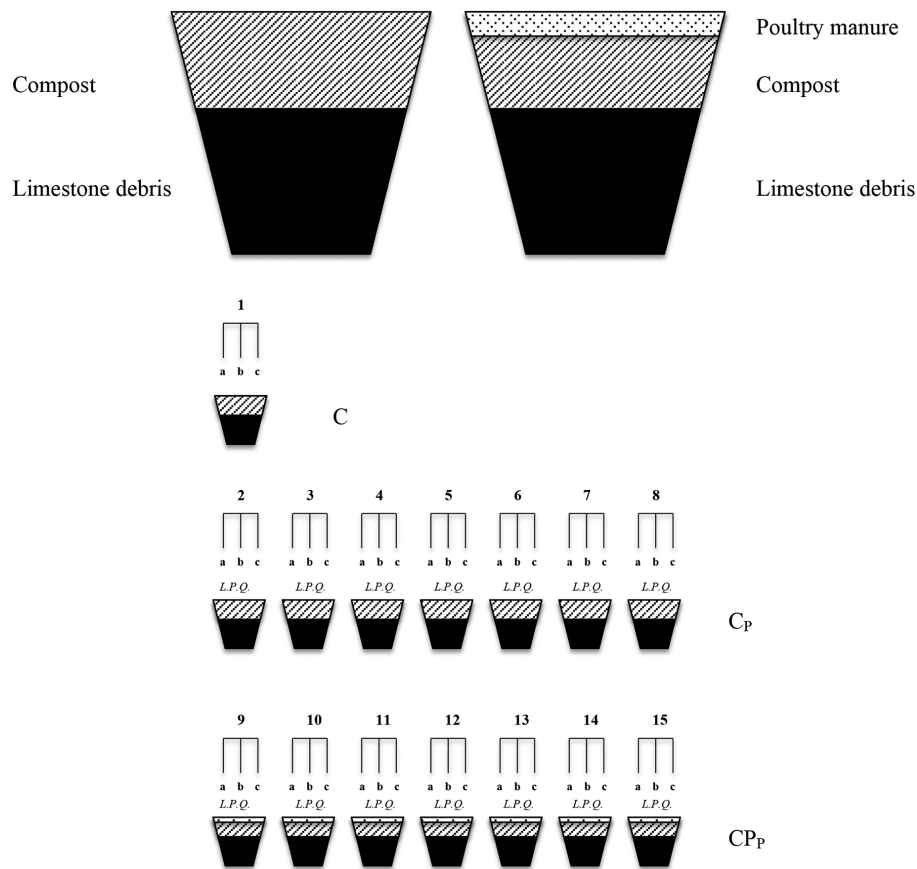 Poultry manure
Compost Compost
Limestone debris Limestone debris
1
a b c
C
2 3 4 5 6 7 8
a b c a b c a b c a b c a b c a b c a b c
L.P.Q. L.P.Q. L.P.Q. L.P.Q. L.P.Q. L.P.Q. L.P.Q.
CP
9 10 11 12 13 14 15
a b c a b c a b c a b c a b c a b c a b c
L.P.Q. L.P.Q. L.P.Q. L.P.Q. L.P.Q. L.P.Q. L.P.Q.
CPP